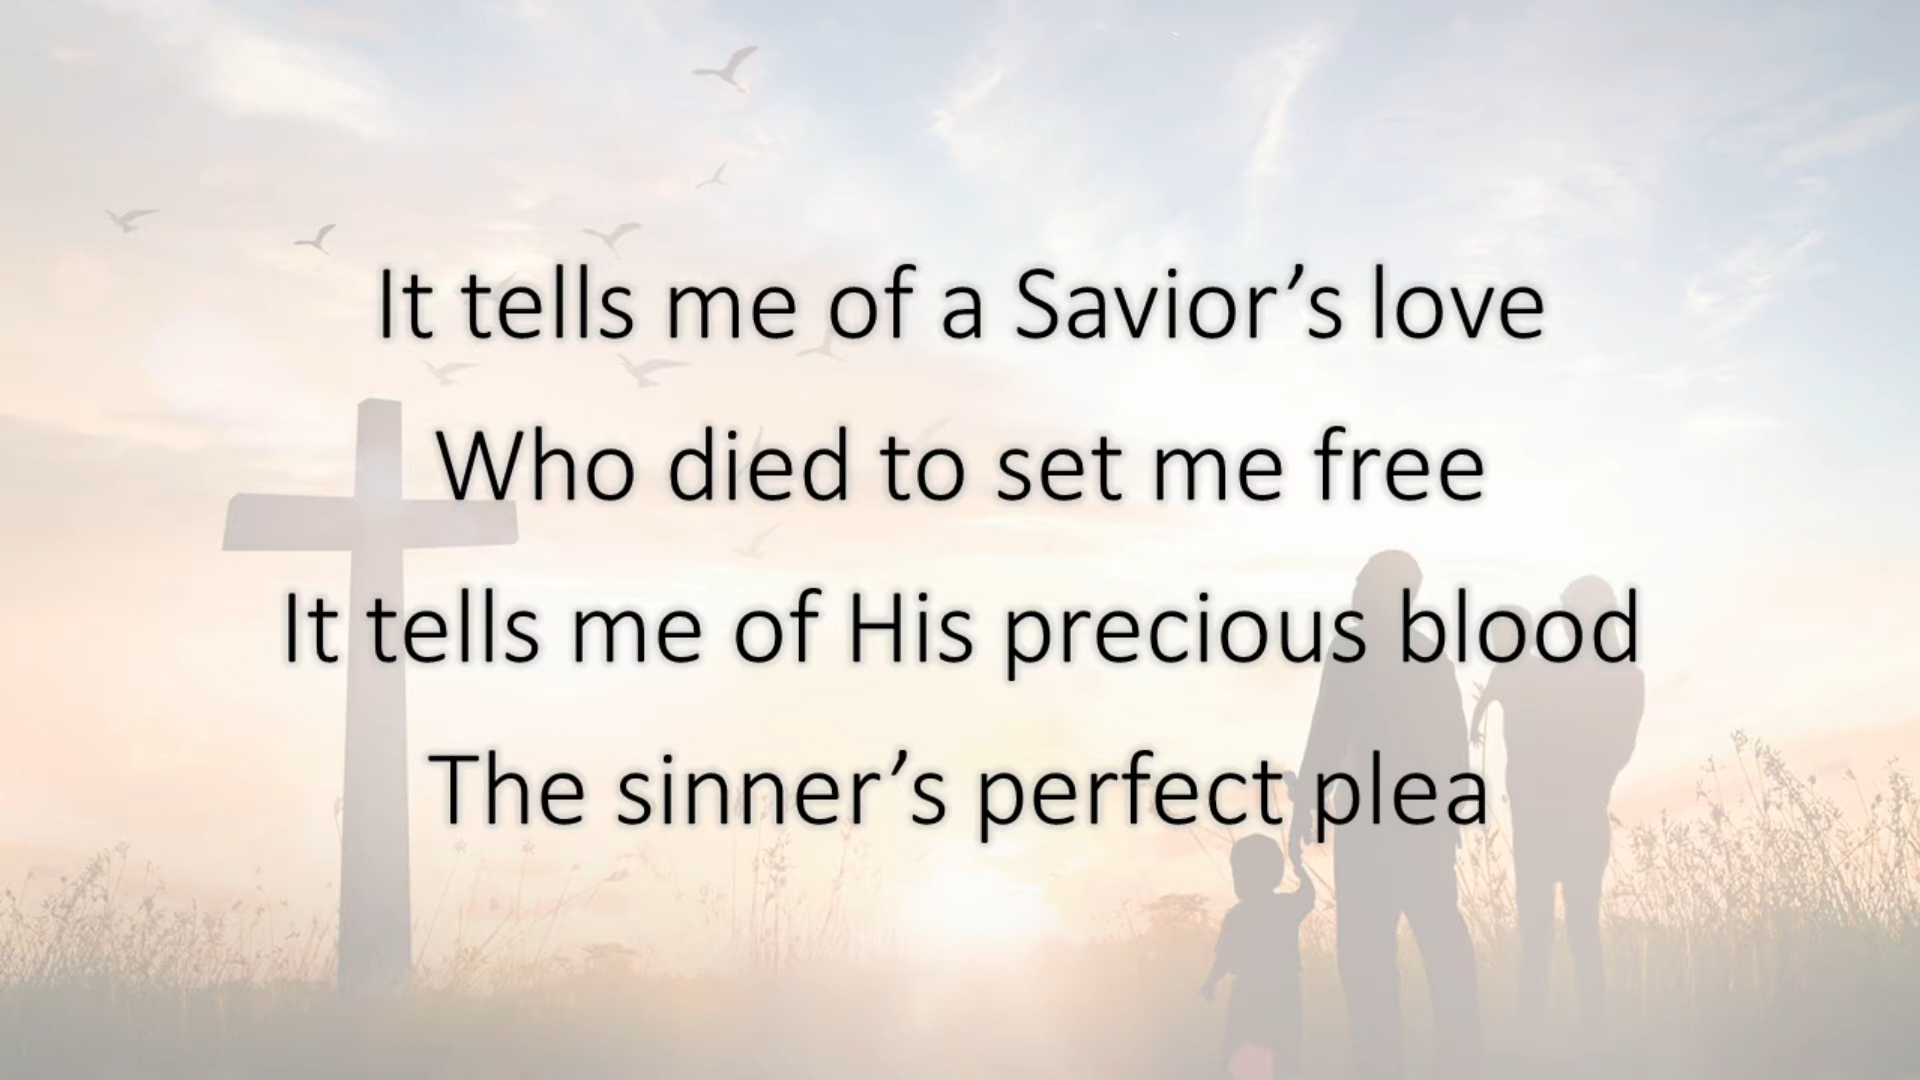 It tells me of a Savior’s love
Who died to set me free
It tells me of His precious blood
The sinner’s perfect plea